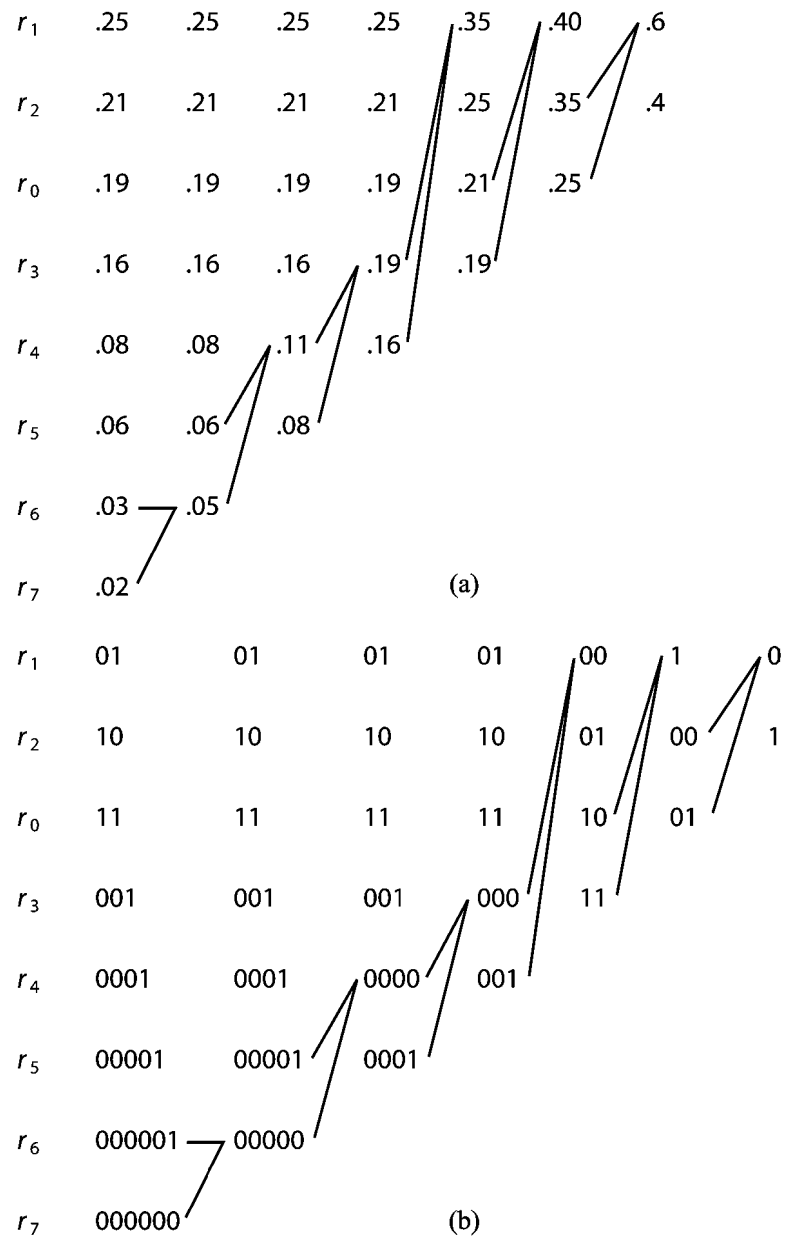 r1 .25 .25 .25 .25 .35 .40 .6
r2 .21 .21 .21 .21 .25 .35 .4
r0 .19 .19 .19 .19 .21 .25
r3 .16 .16 .16 .19 .19
r4 .08 .08 .11 .16
r5 .06 .06 .08
r6 .03 .05
r7 .02
(a)
r1 01 01 01 01 00 1 0
r2 10 10 10 10 01 00 1
r0 11 11 11 11 10 01
r3 001 001 001 000 11
r4 0001 0001 0000 001
r5 00001 00001 0001
r6 000001 00000
r7 000000
(b)